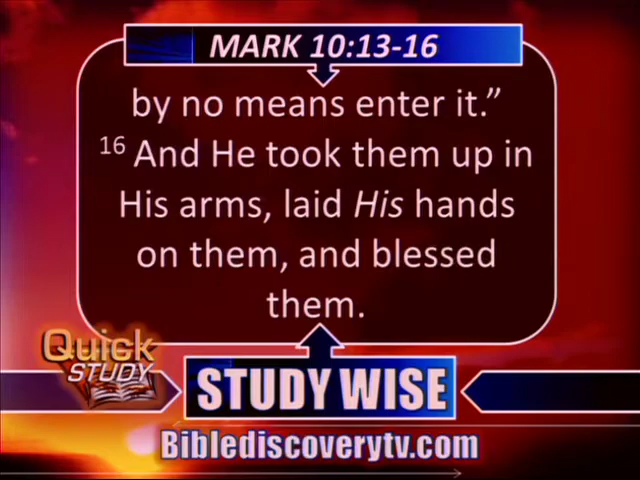 MARK 10:13-16
by no means enter it.”
16 And He took them up in
His arms, laid His hands
on them, and blessed
them.
Quick
STUDY
STUDY WISE
Biblediscoverytv.com